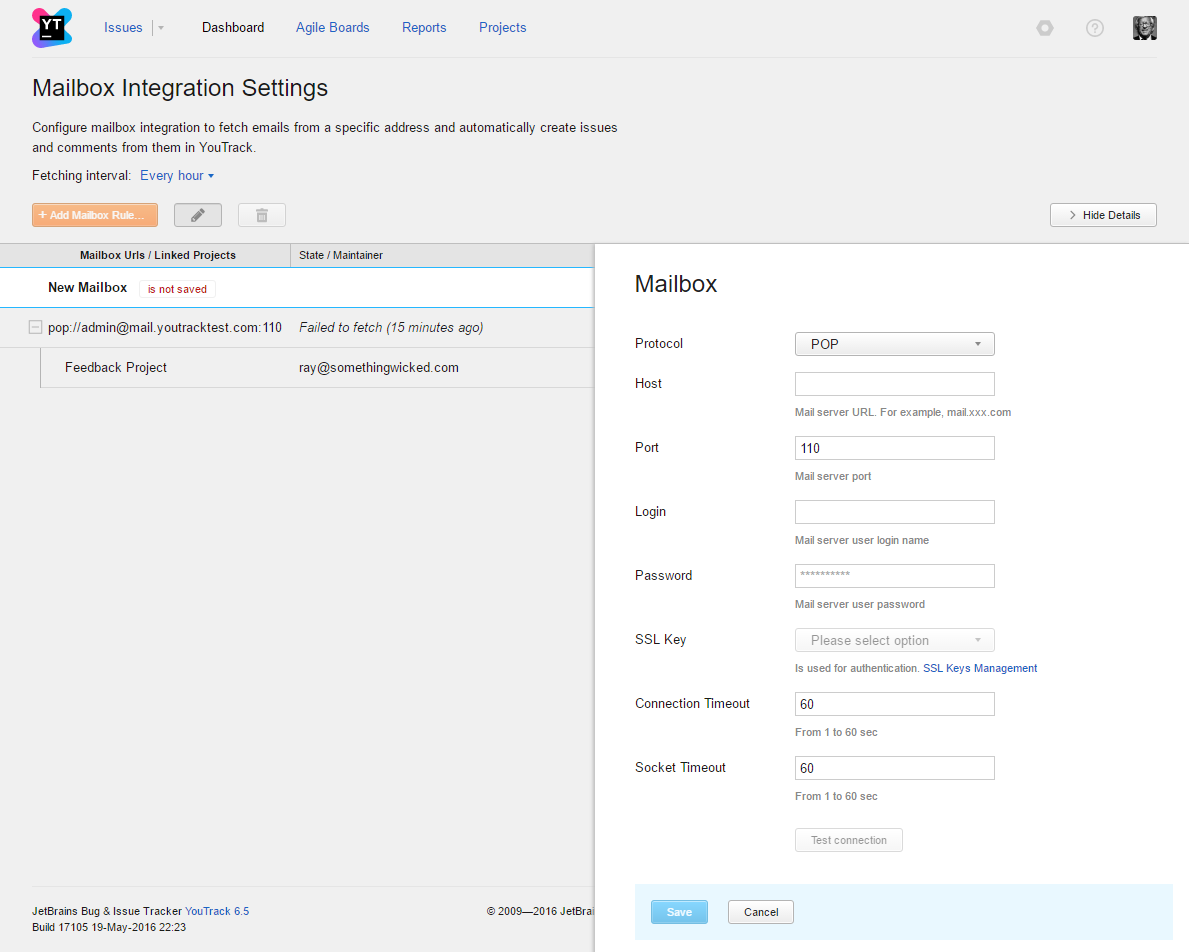 YT
Issues Dashboard Agile Boards Reports Projects
Mailbox Integration Settings
Configure mailbox integration to fetch emails from a specific address and automatically create issues
and comments from them in YouTrack.
Fetching interval: Every hour
+ Add Mailbox Rule...
Hide Details
Mailbox Urls / Linked Projects State / Maintainer
New Mailbox is not saved
pop://admin@mail.youtracktest.com:110 Failed to fetch (15 minutes ago)
Feedback Project ray@somethingwicked.com
Mailbox
Protocol POP
Host
Mail server URL. For example, mail.xxx.com
Port 110
Mail server port
Login
Mail server user login name
Password **********
Mail server user password
SSL Key Please select option
Is used for authentication. SSL Keys Management
Connection Timeout 60
From 1 to 60 sec
Socket Timeout 60
From 1 to 60 sec
Test connection
Save Cancel
JetBrains Bug & Issue Tracker YouTrack 6.5 © 2009—2016 JetBrai
Build 17105 19-May-2016 22:23